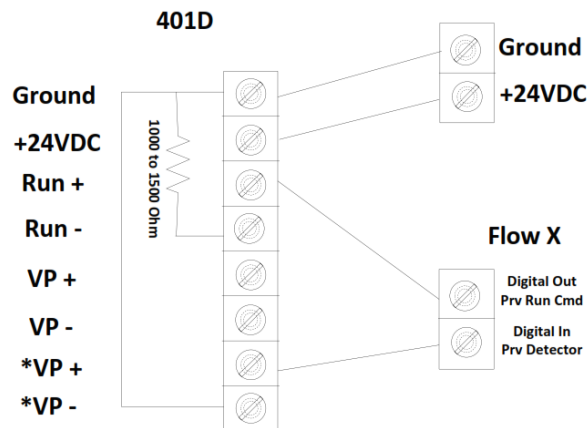 401D
Ground
+24VDC
Run +
Run -
VP +
VP -
*VP +
*VP -
1000 to 1500 Ohm
Ground
+24VDC
Flow X
Digital Out
Prv Run Cmd
Digital In
Prv Detector